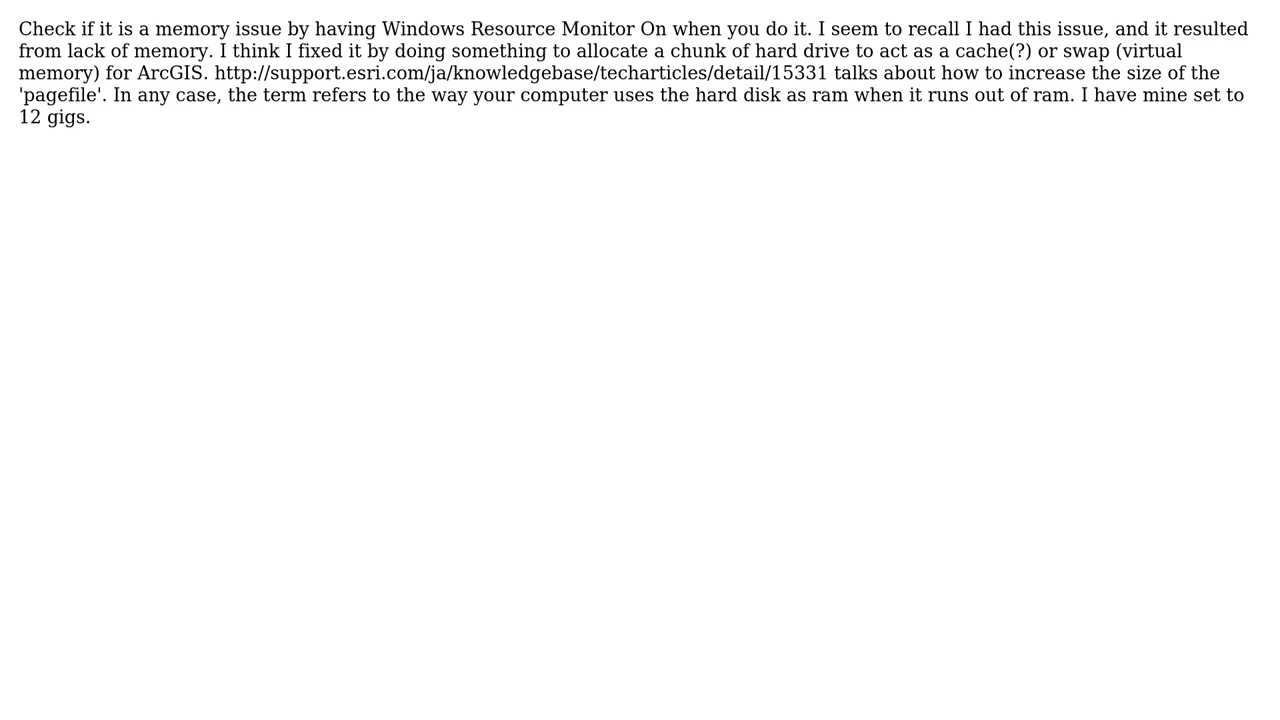 Check if it is a memory issue by having Windows Resource Monitor On when you do it. I seem to recall I had this issue, and it resulted
from lack of memory. I think I fixed it by doing something to allocate a chunk of hard drive to act as a cache(?) or swap (virtual
memory) for ArcGIS. http://support.esri.com/ja/knowledgebase/techarticles/detail/15331 talks about how to increase the size of the
'pagefile'. In any case, the term refers to the way your computer uses the hard disk as ram when it runs out of ram. I have mine set to
12 gigs.